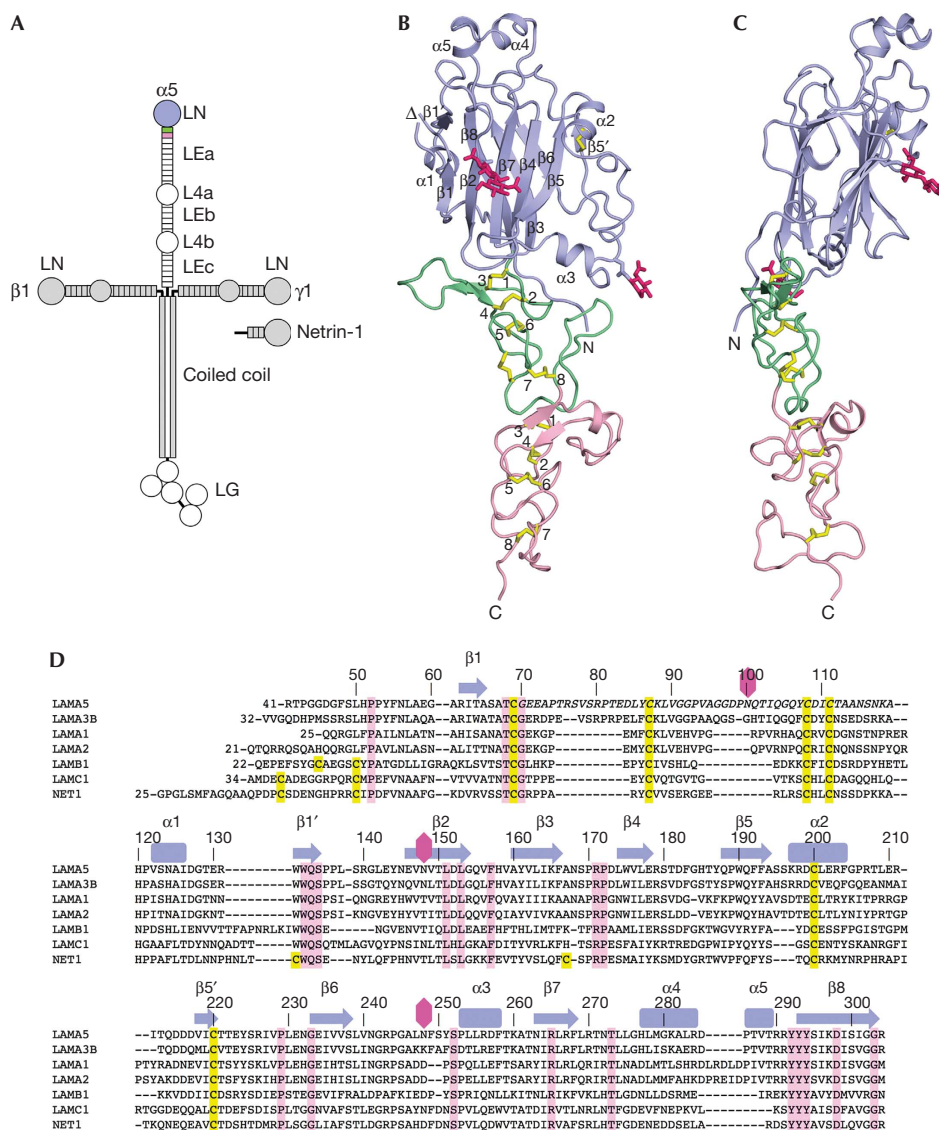 A
B
C
α5
LN
LEa
L4a
LEb
L4b
LEc
LN
LN
β1
γ1
Netrin-1
Coiled coil
LG
α5
α4
Δ
β1′
α2
β8
β5′
β7
β4
β6
α1
β2
β5
β1
β3
α3
3
1
2
4
5
6
N
7
8
3
1
4
2
5
6
7
8
C
N
C
D
β1
50 60 70 80 90 100 110
LAMA5 41-RTPGGDGFSLHPPYFNLAEG-ARITASATCGEEAPTRSVSRPTEDLYCKLVGGPVAGGDPNQTIQGQYCDICTAANSNKA--
LAMA3B 32-VVGQDHPMSSRSLHPPYFNLAQA-ARIWATATCGERDPE-VSRPRPELFCKLVGGPAAQGS-GHTIQGQFCDYCNSEDSRKA--
LAMA1 25-QQRGLFPAILNLATN-AHISANATCGEKGP------EMFCKLVEHVPG----RPVRHAQCRVCDGNSTNPRER
LAMA2 21-QTQRRQSQAHQQRGLFPAVLNLASN-ALITTNATCGEKGP------EMYCKLVEHVPG----QPVRNPQCRICNQNSSNPYQR
LAMB1 22-QEPEFSYGCAEGSCYPATGDLLIGRAQKLSVTSTCGLHKP------EPYCIVSHLQ------EDKKCFICDSRDPYHETL
LAMC1 34-AMDECADEGGRPQRCMPEFVNAAFN-VTVVATNTCGTPPE------EYCVQTGVTG-----VTKSCHLCDAGQQHLQ--
NET1 25-GPGLSMFAGQAAQPDPCSDENGHPRRCIPDFVNAAFG-KDVRVSSTCGRPPA------RYCVVSERGEE-----RLRSCHLCNSSDPKKA--
α1 β1′ β2 β3 β4 β5 α2
120 130 140 150 160 170 180 190 200 210
LAMA5 HPVSNAIDGTER---------WWQSPPL-SRGLEYNEVNVTLDLGQVFHVAYVLIKFANSPRPDLWVLERSTDFGHTYQPWQFFASSKRDCLERFGPRTLER-
LAMA3B HPASHAIDGSER---------WWQSPPL-SSGTQYNRVNLTLDLGQLFHVAYILIKFANSPRPDLWVLERSVDFGSTYSPWQYFAHSRRDCVEQFGQEANMAI
LAMA1 HPITHAIDGTNN---------WWQSPSI-QNGREYHWVTVTLDLRQVFQVAYIIIKAANAPRPGNWILERSVDG-VKFKPWQYYAVSDTECLTRYKITPRRGP
LAMA2 HPITNAIDGKNT---------WWQSPSI-KNGVEYHYVTITLDLQQVFQIAYVIVKAANSPRPGNWILERSLDD-VEYKPWQYHAVTDTECLTLYNIYPRTGP
LAMB1 NPDSHLIENVVTTFAPNRLKIWWQSE----NGVENVTIQLDLEAEFHFTHLIMTFK-TFRPAAMLIERSSDFGKTWGVYRYFA---YDCESSFPGISTGPM
LAMC1 HGAAFLTDYNNQADTT-----WWQSQTMLAGVQYPNSINLTLHLGKAFDITYVRLKFH-TSRPESFAIYKRTREDGPWIPYQYYS---GSCENTYSKANRGFI
NET1 HPPAFLTDLNNPHNLT-----CWQSE---NYLQFPHNVTLTLSLGKKFEVTYVSLQFC-SPRPESMAIYKSMDYGRTWVPFQFYS---TQCRKMYNRPHRAPI
β5′ β6 α3 β7 α4 α5 β8
220 230 240 250 260 270 280 290 300
LAMA5 --ITQDDDVICTTEYSRIVPLENGEIVVSLVNGRPGALNFSYSPLLRDFTKATNIRLRFLRTNTLLGHLMGKALRD-----PTVTRRYYYSIKDISIGGR
LAMA3B ---TQDDQMLCVTEYSRIVPLENGEIVVSLINGRPGAKKFAFSDTLREFTKATNIRLRFLRTNTLLGHLISKAERD-----PTVTRRYYYSIKDISIGGR
LAMA1 PTYRADNEVICTSYYSKLVPLEHGEIHTSLINGRPSADD--PSPQLLEFTSARYIRLRLQRIRTLNADLMTLSHRDLRDLDPIVTRRYYYSIKDISVGGM
LAMA2 PSYAKDDEVICTSFYSKIHPLENGEIHISLINGRPSADD--PSPELLEFTSARYIRLRFQRIRTLNADLMMFAHKDPREIDPIVTRRYYYSVKDISVGGM
LAMB1 ---KKVDDIICDSRYSDIEPSTEGEVIFRALDPAFKIEDP-YSPRIQNLLKITNLRIKFVKLHTLGDNLLDSRME-------IREKYYYAVYDMVVRGN
LAMC1 RTGGDEQQALCTDEFSDISPLTGGNVAFSTLEGRPSAYNFDNSPVLQEWVTATDIRVTLNRLNTFGDEVFNEPKVL-------KSYYYAISDFAVGGR
NET1 -TKQNEQEAVCTDSHTDMRPLSGGLIAFSTLDGRPSAHDFDNSPVLQDWVTATDIRVAFSRLHTFGDENEDDSELA------RDSYYYAVSDLQVGGR